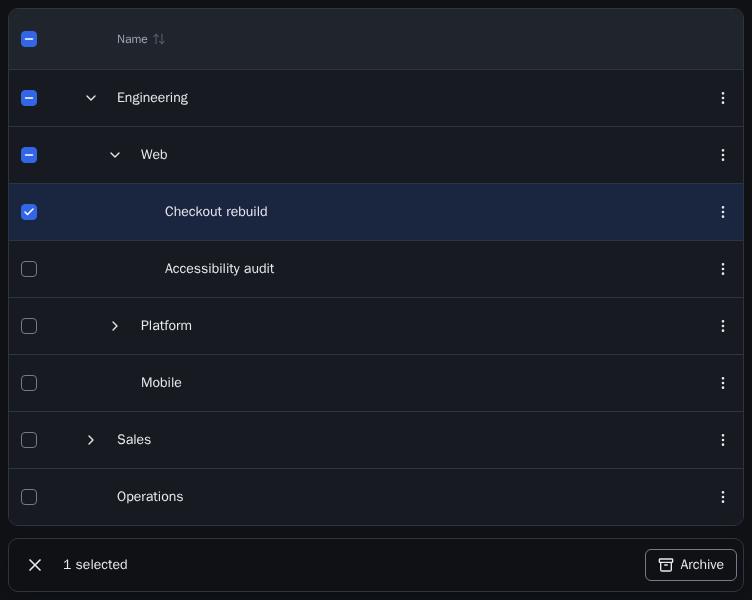 Name
Engineering
Web
Checkout rebuild
Accessibility audit
Platform
Mobile
Sales
Operations
1 selected
Archive